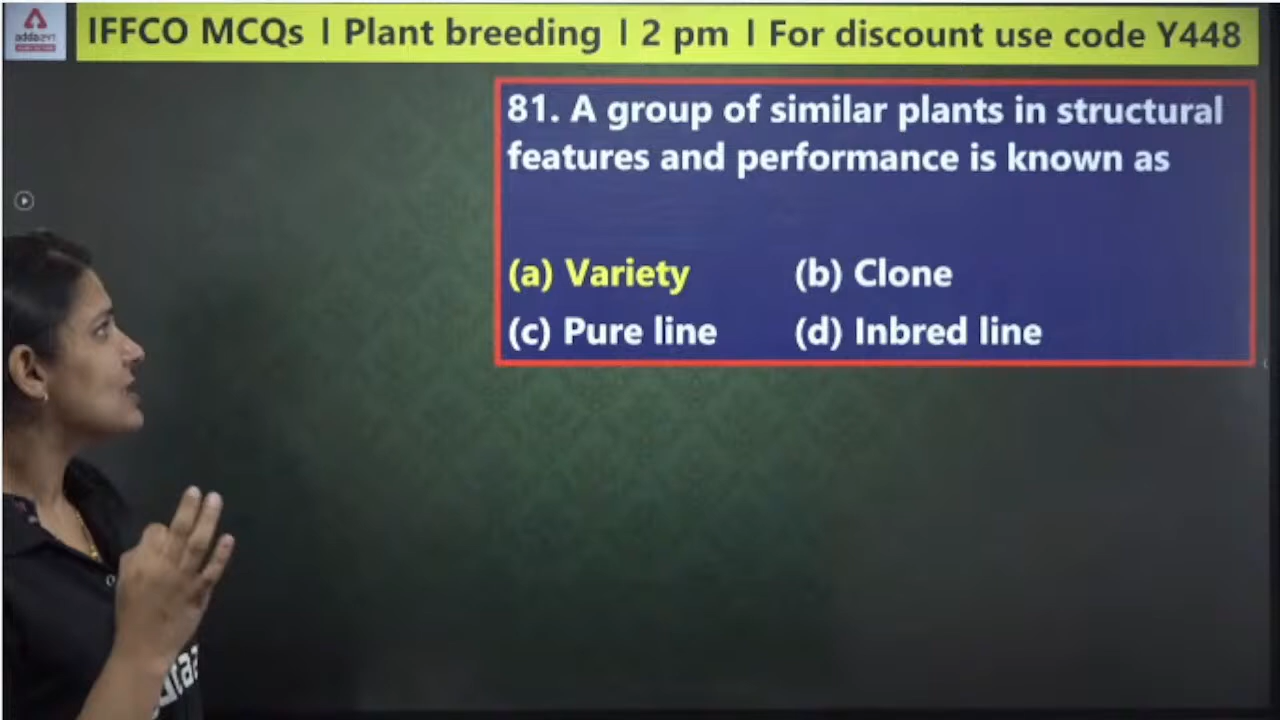 adda247
IFFCO MCQs I Plant breeding I 2 pm I For discount use code Y448
81. A group of similar plants in structural
features and performance is known as
(a) Variety (b) Clone
(c) Pure line (d) Inbred line